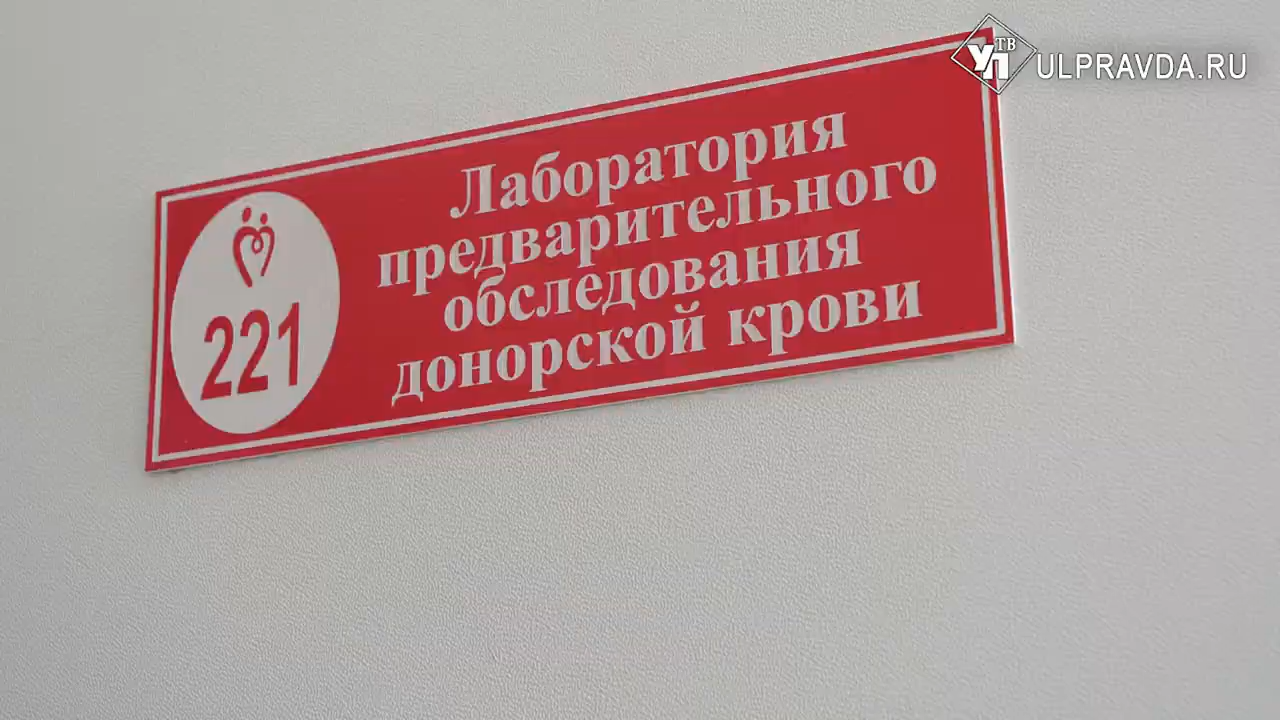 УП ТВ
ULPRAVDA.RU
Лаборатория
предварительного
обследования
донорской крови
221